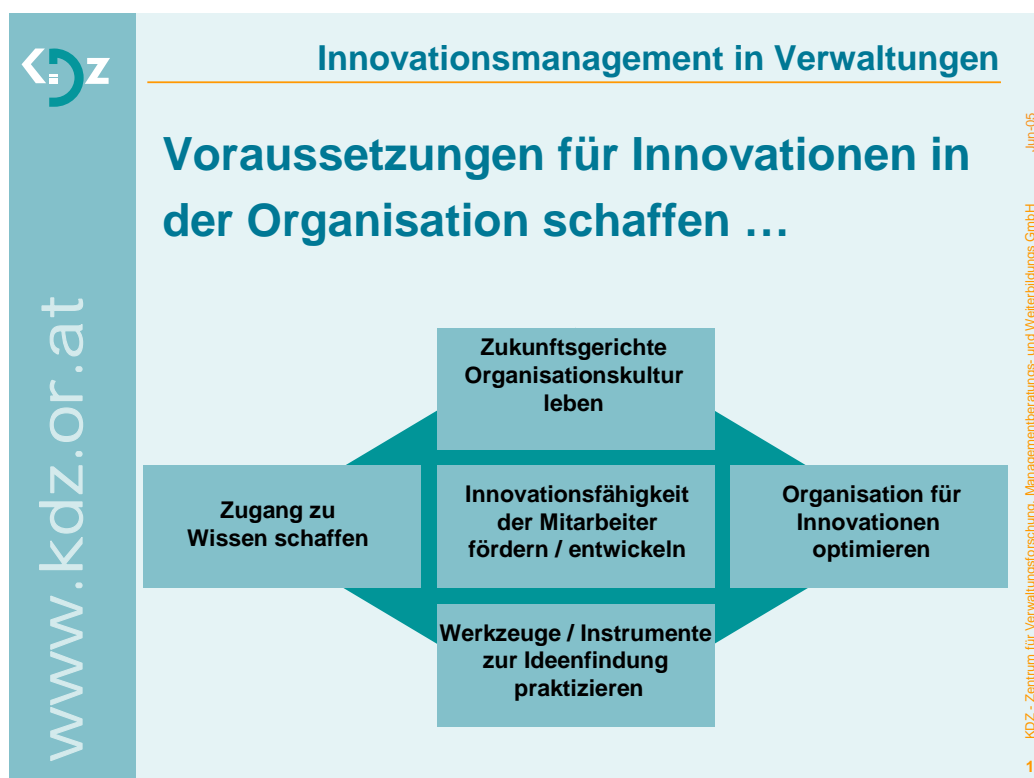 KDZ
Innovationsmanagement in Verwaltungen
Voraussetzungen für Innovationen in
der Organisation schaffen …
Zukunftsgerichte
Organisationskultur
leben
Zugang zu
Wissen schaffen
Innovationsfähigkeit
der Mitarbeiter
fördern / entwickeln
Organisation für
Innovationen
optimieren
Werkzeuge / Instrumente
zur Ideenfindung
praktizieren
www.kdz.or.at
KDZ - Zentrum für Verwaltungsforschung, Managementberatungs- und Weiterbildungs GmbH Jun-05
1